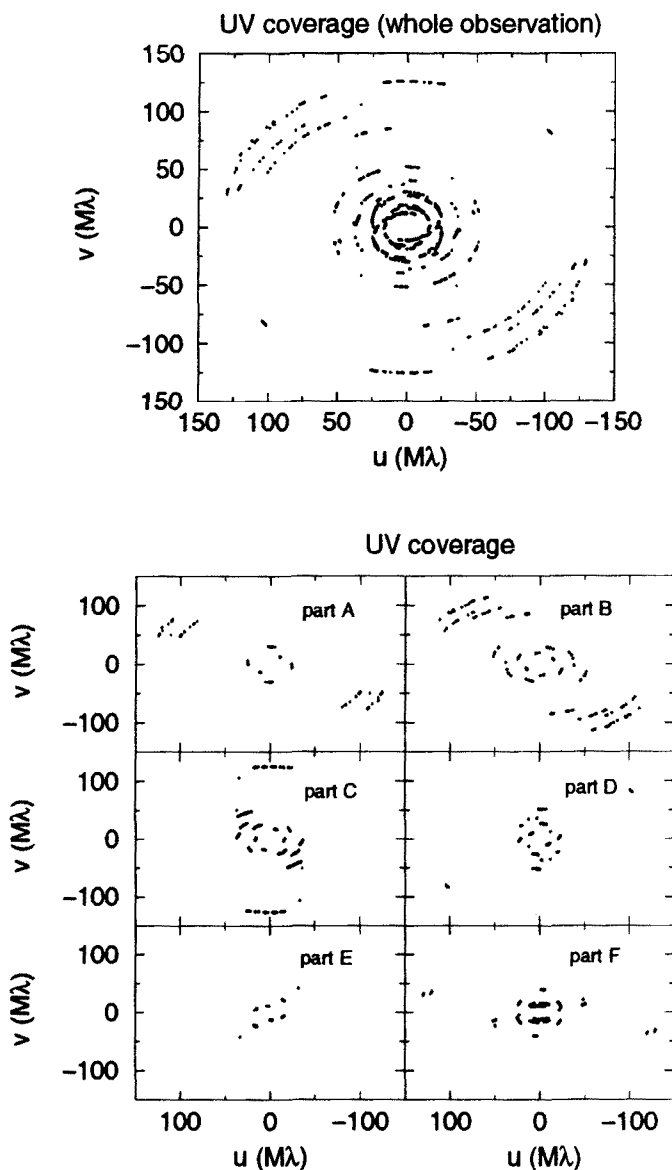 UV coverage (whole observation)
150
100
50
0
−50
−100
150
v (Mλ)
150 100 50 0 −50 −100 −150
u (Mλ)
UV coverage
part A
part B
100
0
−100
v (Mλ)
part C
part D
100
0
−100
v (Mλ)
part E
part F
100
0
−100
v (Mλ)
100 0 −100 100 0 −100
u (Mλ) u (Mλ)